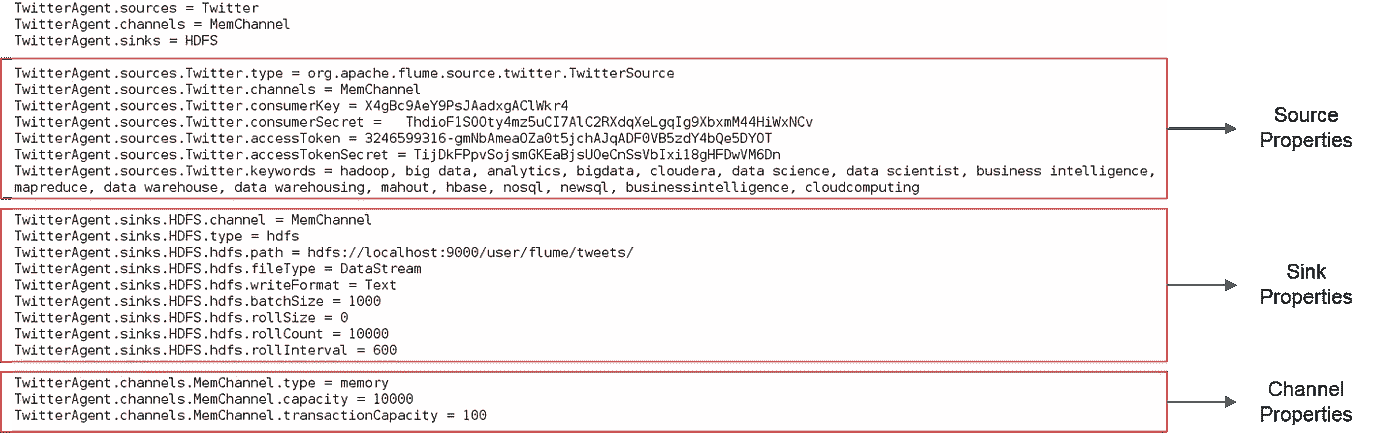 TwitterAgent.sources = Twitter
TwitterAgent.channels = MemChannel
TwitterAgent.sinks = HDFS
TwitterAgent.sources.Twitter.type = org.apache.flume.source.twitter.TwitterSource
TwitterAgent.sources.Twitter.channels = MemChannel
TwitterAgent.sources.Twitter.consumerKey = X4gBc9AeY9PsJAadxgAClWkr4
TwitterAgent.sources.Twitter.consumerSecret =   ThdioF1SOOty4mz5uCI7AlC2RXdqXeLgqIg9XbxmM44HiWxNCv
TwitterAgent.sources.Twitter.accessToken = 3246599316-gmNbAmeaOZa0t5jchAJqADF0VB5zdY4bQe5DYOT
TwitterAgent.sources.Twitter.accessTokenSecret = TijDkFPpvSojsmGKEaBjsUOeCnSsVbIxi18gHFDwVM6Dn
TwitterAgent.sources.Twitter.keywords = hadoop, big data, analytics, bigdata, cloudera, data science, data scientist, business intelligence,
mapreduce, data warehouse, data warehousing, mahout, hbase, nosql, newsql, businessintelligence, cloudcomputing
Source
Properties
TwitterAgent.sinks.HDFS.channel = MemChannel
TwitterAgent.sinks.HDFS.type = hdfs
TwitterAgent.sinks.HDFS.hdfs.path = hdfs://localhost:9000/user/flume/tweets/
TwitterAgent.sinks.HDFS.hdfs.fileType = DataStream
TwitterAgent.sinks.HDFS.hdfs.writeFormat = Text
TwitterAgent.sinks.HDFS.hdfs.batchSize = 1000
TwitterAgent.sinks.HDFS.hdfs.rollSize = 0
TwitterAgent.sinks.HDFS.hdfs.rollCount = 10000
TwitterAgent.sinks.HDFS.hdfs.rollInterval = 600
Sink
Properties
TwitterAgent.channels.MemChannel.type = memory
TwitterAgent.channels.MemChannel.capacity = 10000
TwitterAgent.channels.MemChannel.transactionCapacity = 100
Channel
Properties